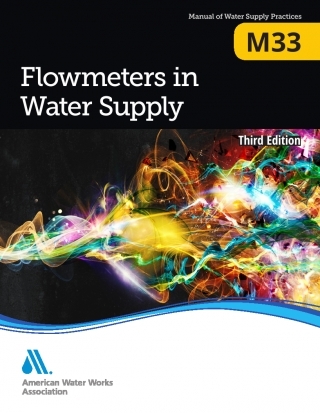 Manual of Water Supply Practices
M33
Flowmeters in
Water Supply
Third Edition
American Water Works
Association